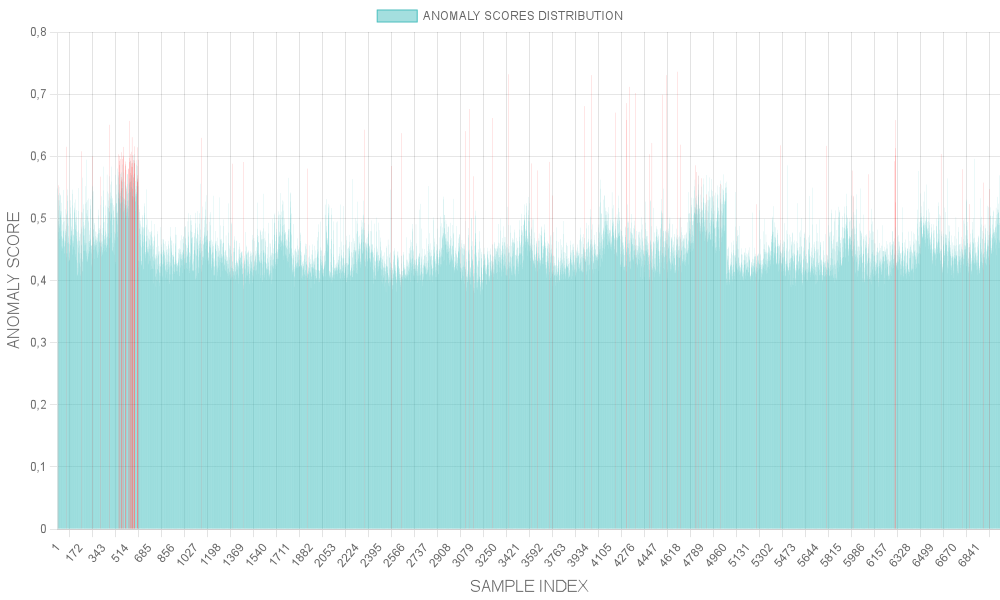 ANOMALY SCORES DISTRIBUTION
0,8
0,7
0,6
0,5
0,4
0,3
0,2
0,1
0
ANOMALY SCORE
1 172 343 514 685 856 1027 1198 1369 1540 1711 1882 2053 2224 2395 2566 2737 2908 3079 3250 3421 3592 3763 3934 4105 4276 4447 4618 4789 4960 5131 5302 5473 5644 5815 5986 6157 6328 6499 6670 6841
SAMPLE INDEX